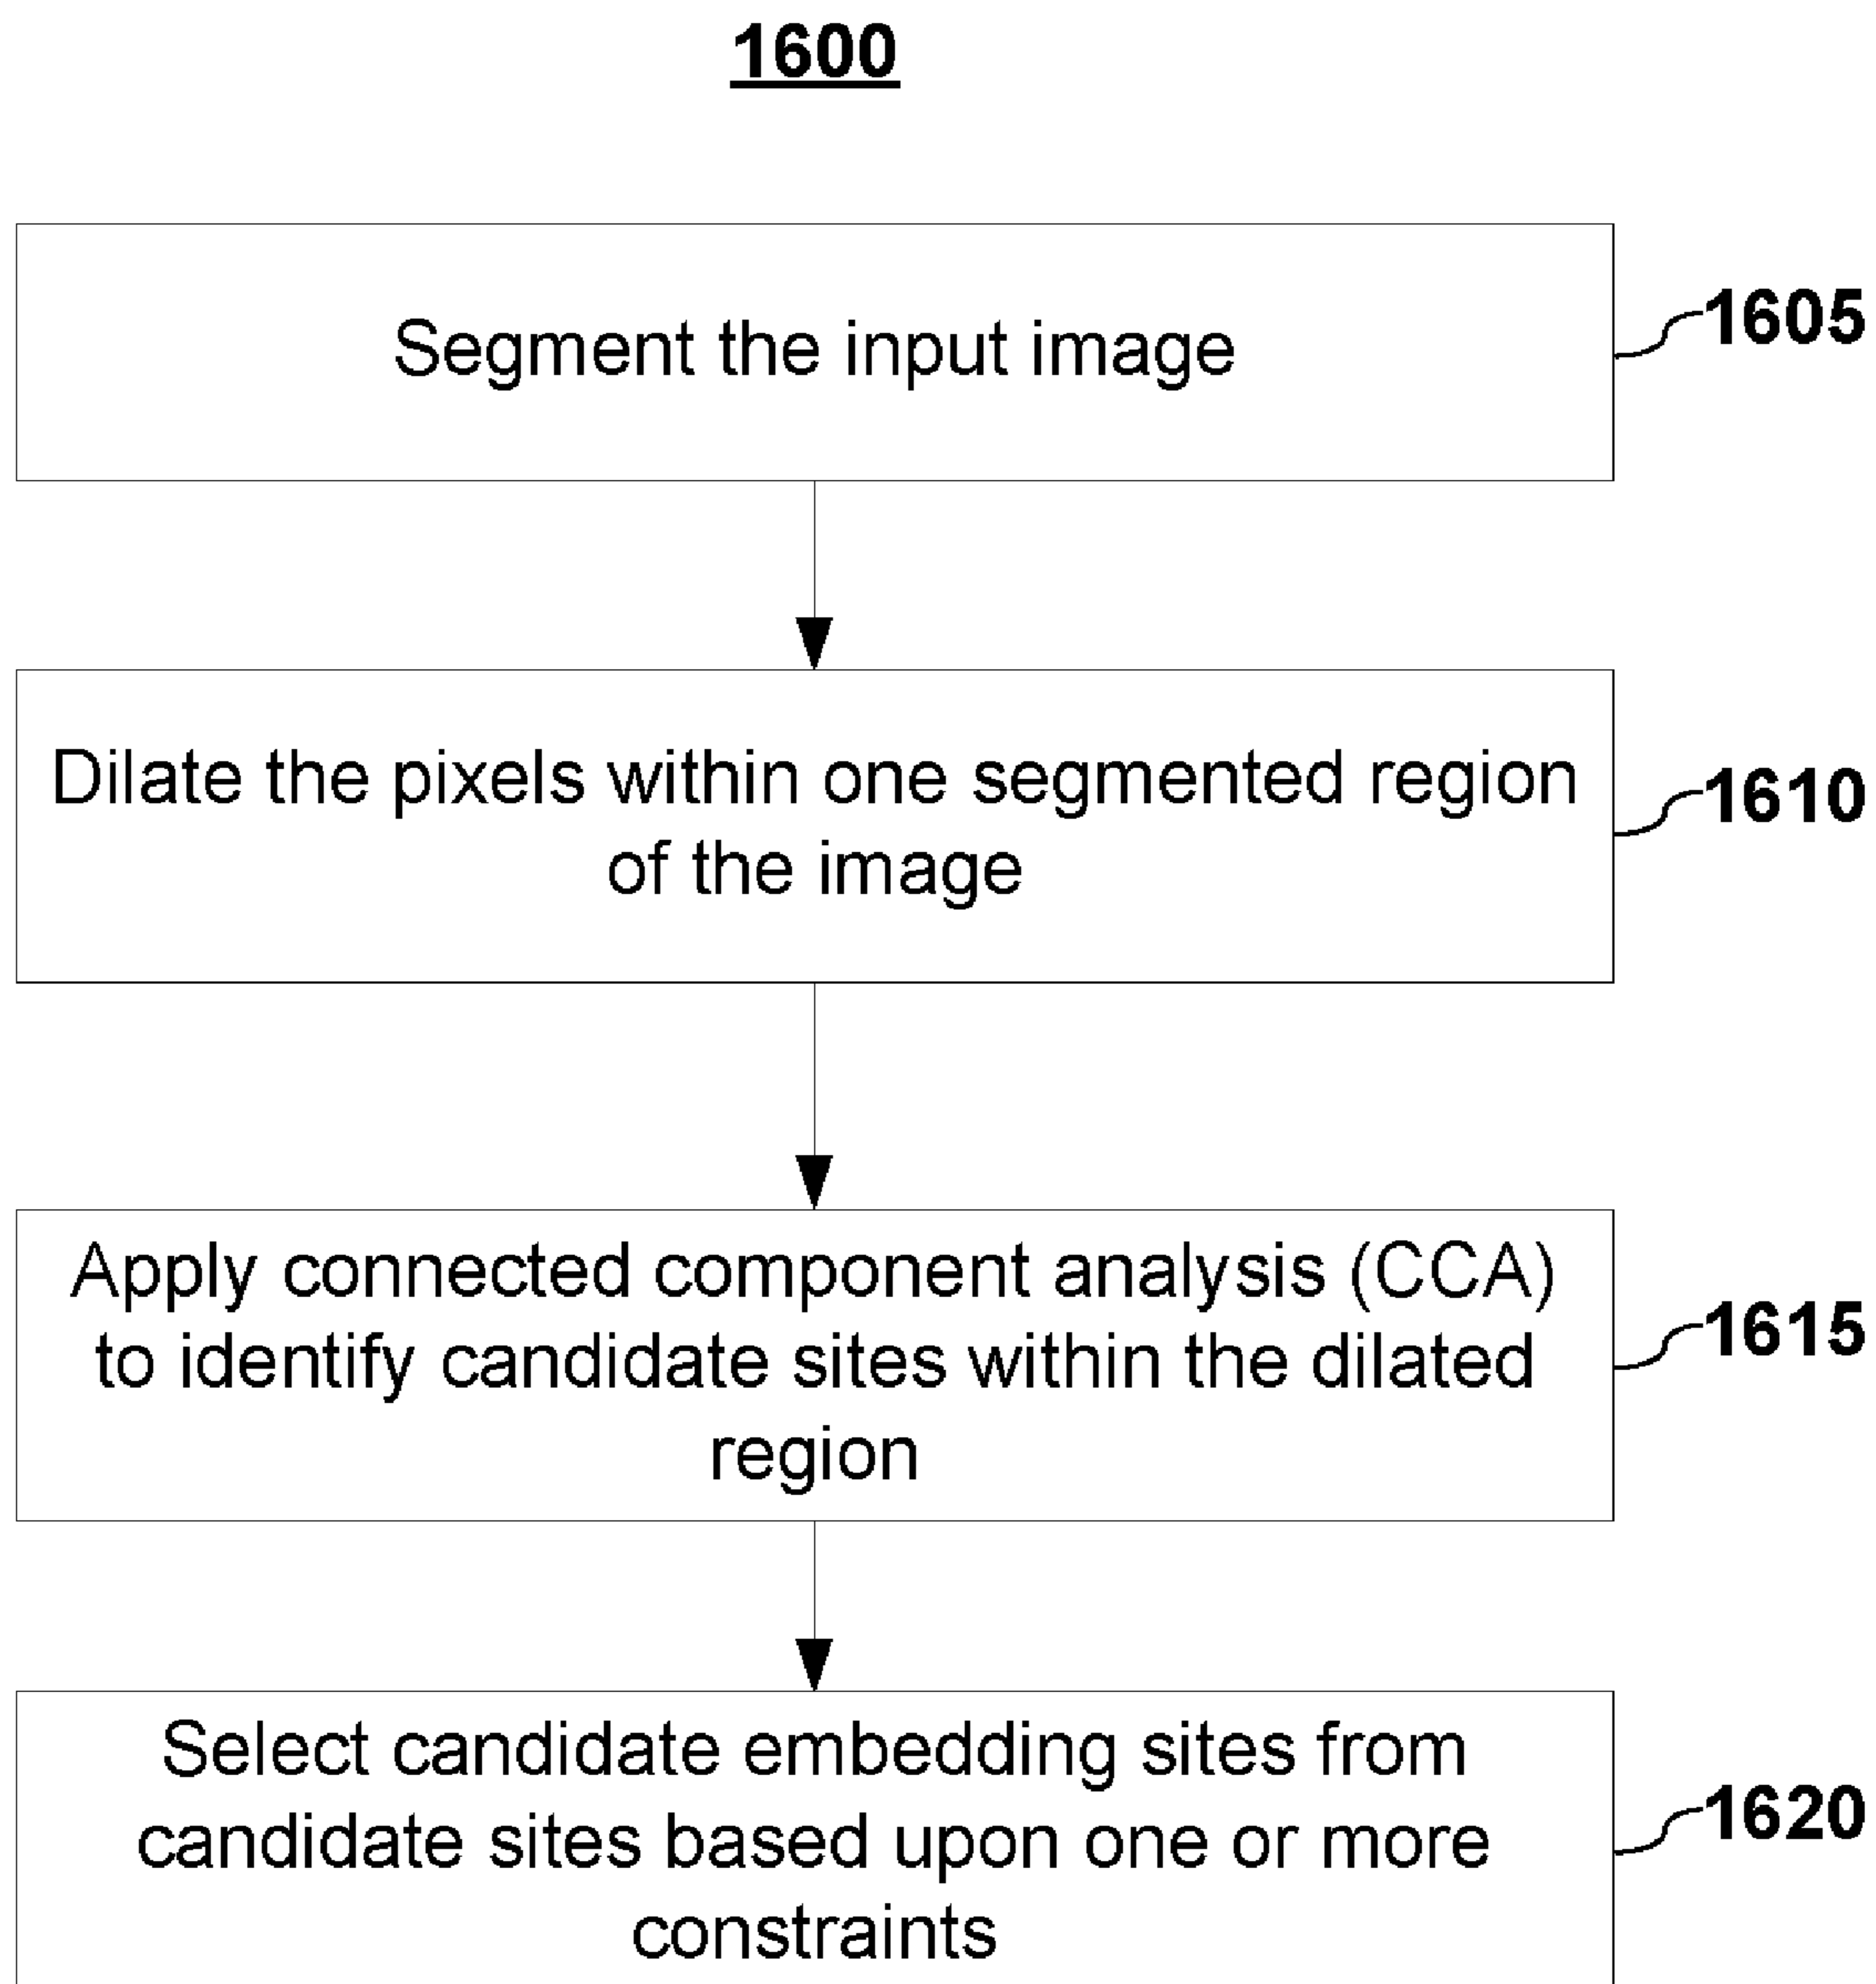 1600
Segment the input image
1605
Dilate the pixels within one segmented region
of the image
1610
Apply connected component analysis (CCA)
to identify candidate sites within the dilated
region
1615
Select candidate embedding sites from
candidate sites based upon one or more
constraints
1620